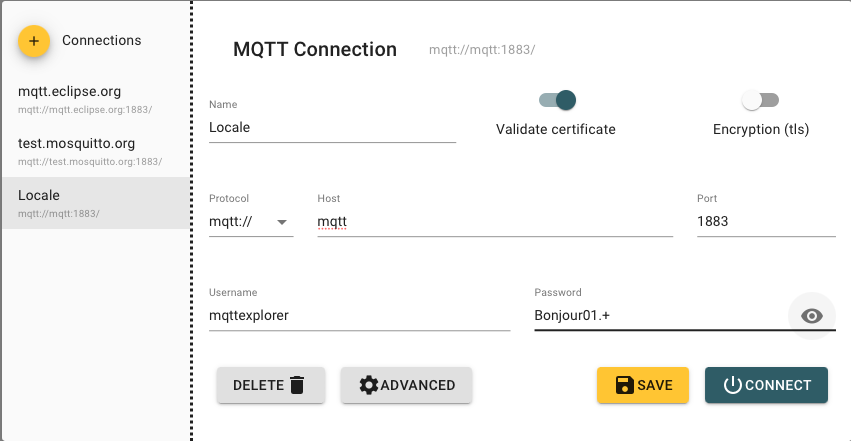 + Connections
mqtt.eclipse.org
mqtt://mqtt.eclipse.org:1883/
test.mosquitto.org
mqtt://test.mosquitto.org:1883/
Locale
mqtt://mqtt:1883/
MQTT Connection mqtt://mqtt:1883/
Name
Locale
Validate certificate
Encryption (tls)
Protocol Host Port
mqtt:// mqtt 1883
Username Password
mqttexplorer Bonjour01.+
DELETE ADVANCED SAVE CONNECT